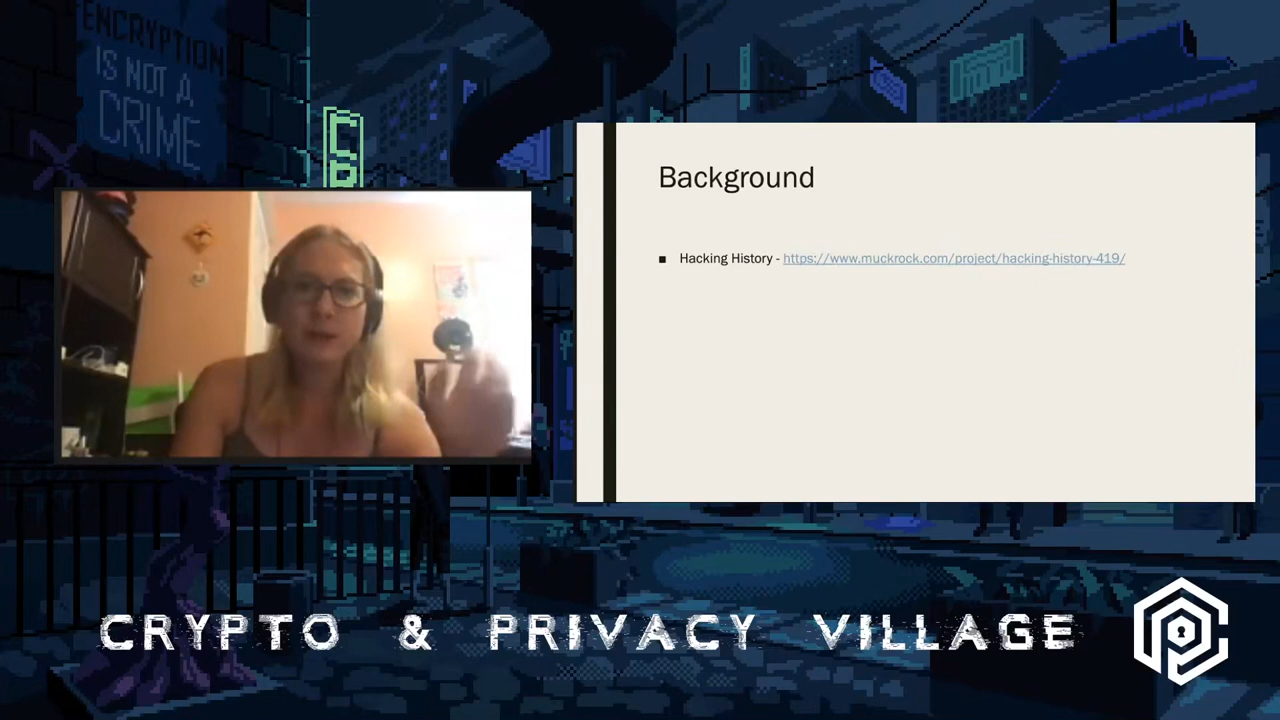 ENCRYPTION
IS NOT A
CRIME
Background
Hacking History - https://www.muckrock.com/project/hacking-history-419/
CRYPTO & PRIVACY VILLAGE